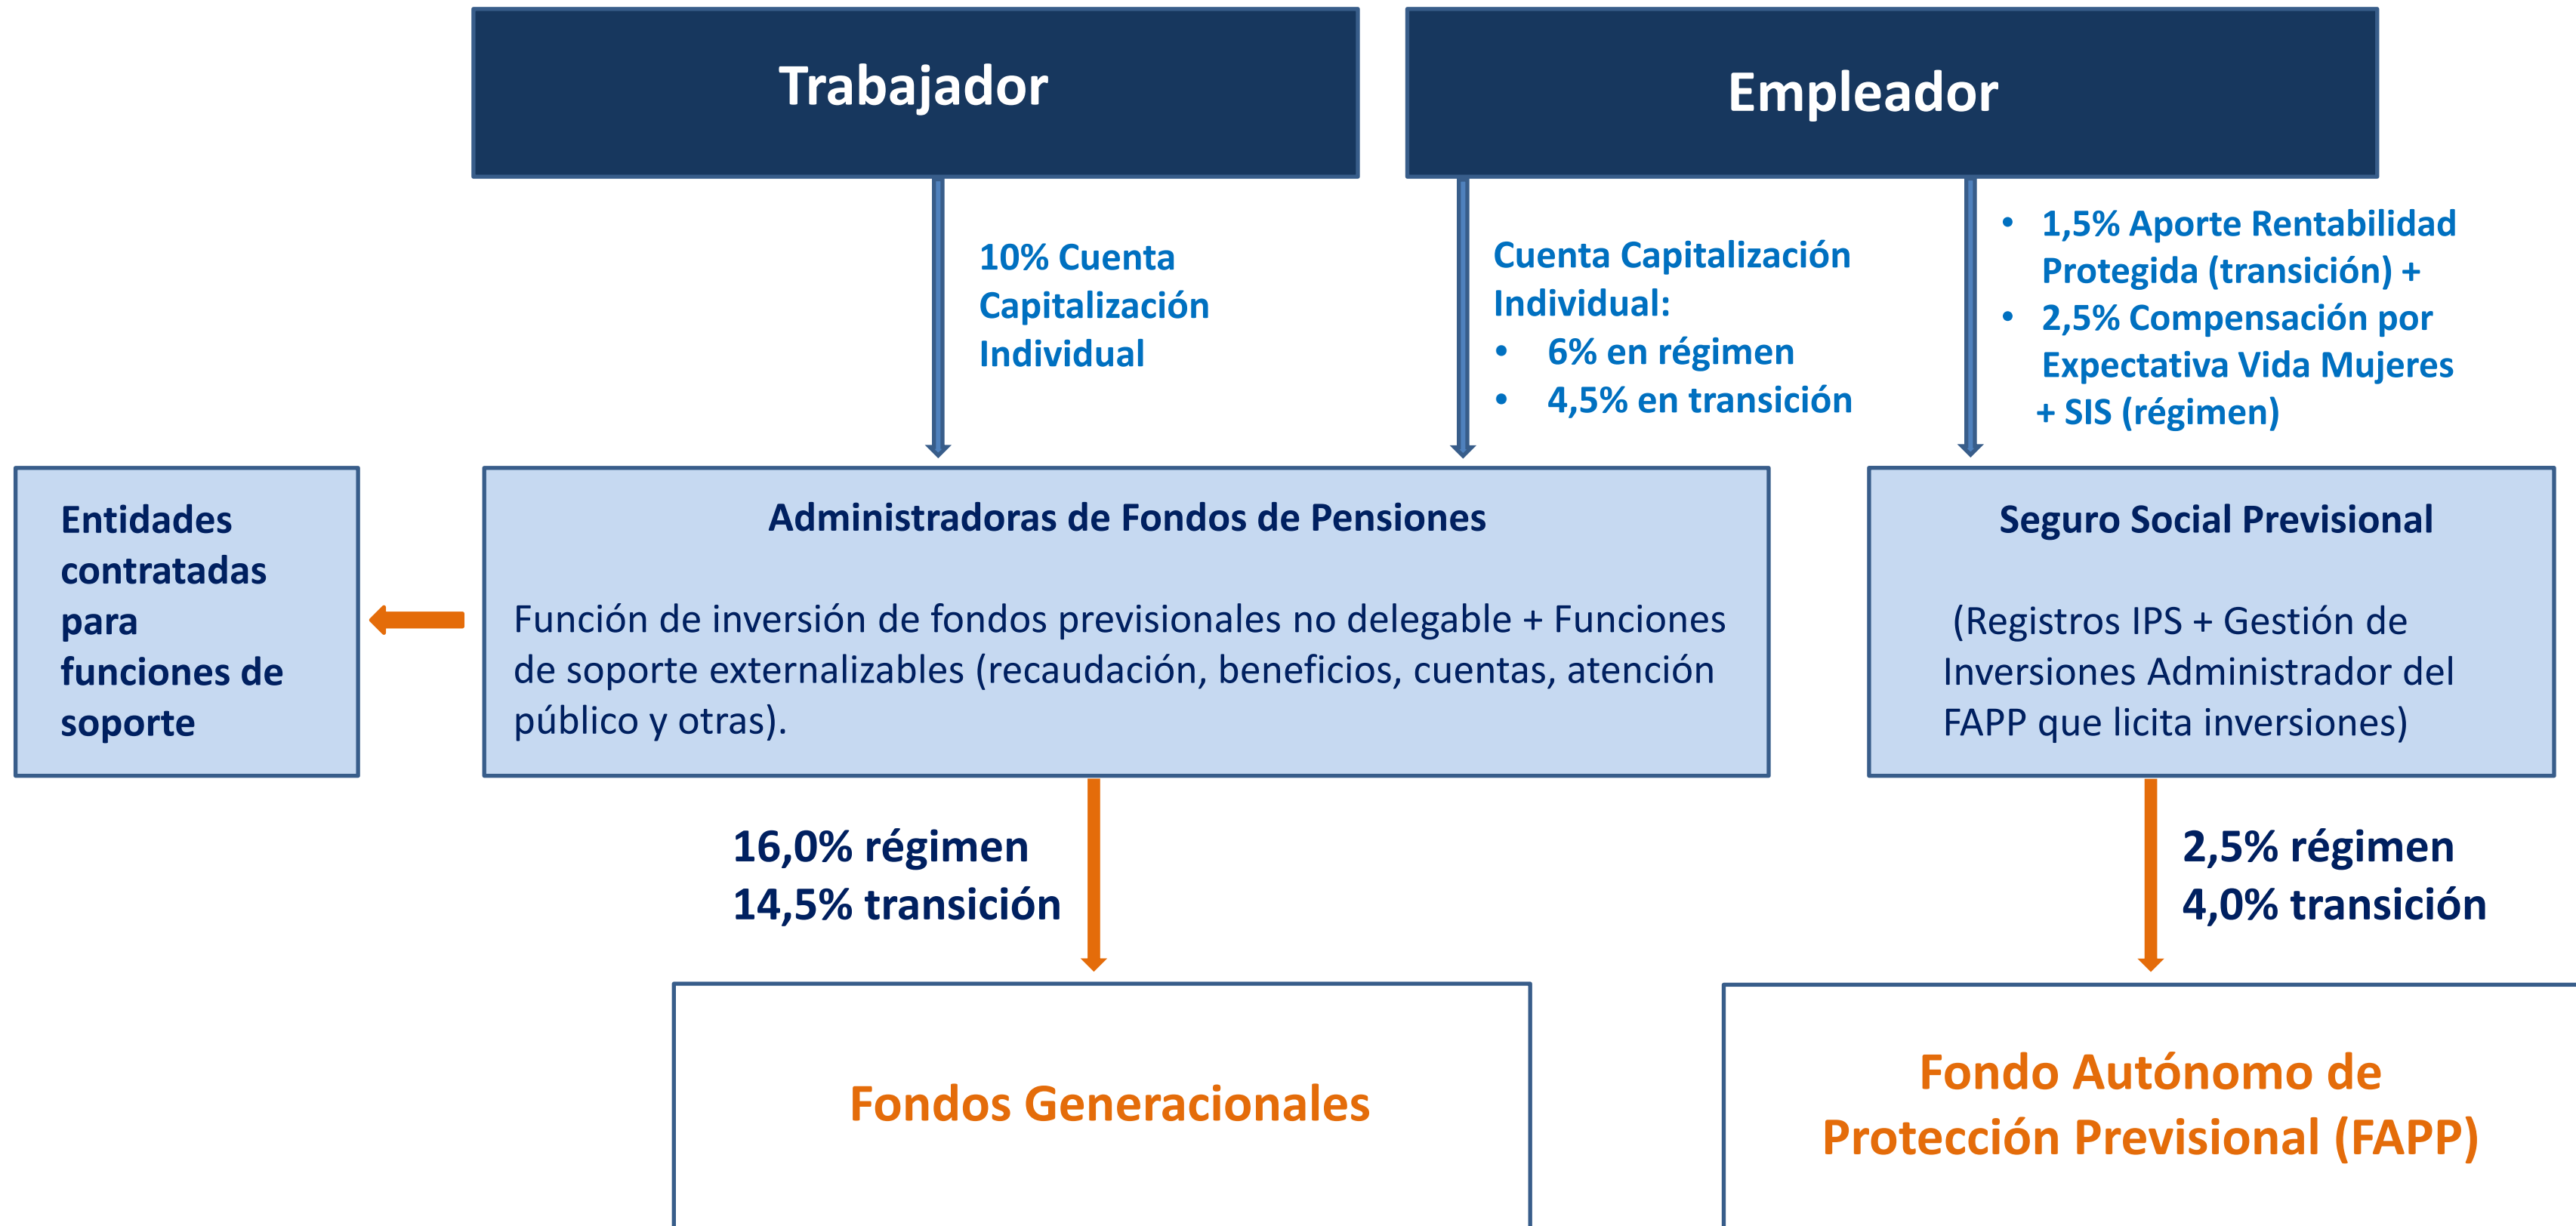 Trabajador
Empleador
10% Cuenta
Capitalización
Individual
Cuenta Capitalización
Individual:
• 6% en régimen
• 4,5% en transición
• 1,5% Aporte Rentabilidad
Protegida (transición) +
• 2,5% Compensación por
Expectativa Vida Mujeres
+ SIS (régimen)
Entidades
contratadas
para
funciones de
soporte
Administradoras de Fondos de Pensiones
Función de inversión de fondos previsionales no delegable + Funciones
de soporte externalizables (recaudación, beneficios, cuentas, atención
público y otras).
Seguro Social Previsional
(Registros IPS + Gestión de
Inversiones Administrador del
FAPP que licita inversiones)
16,0% régimen
14,5% transición
2,5% régimen
4,0% transición
Fondos Generacionales
Fondo Autónomo de
Protección Previsional (FAPP)